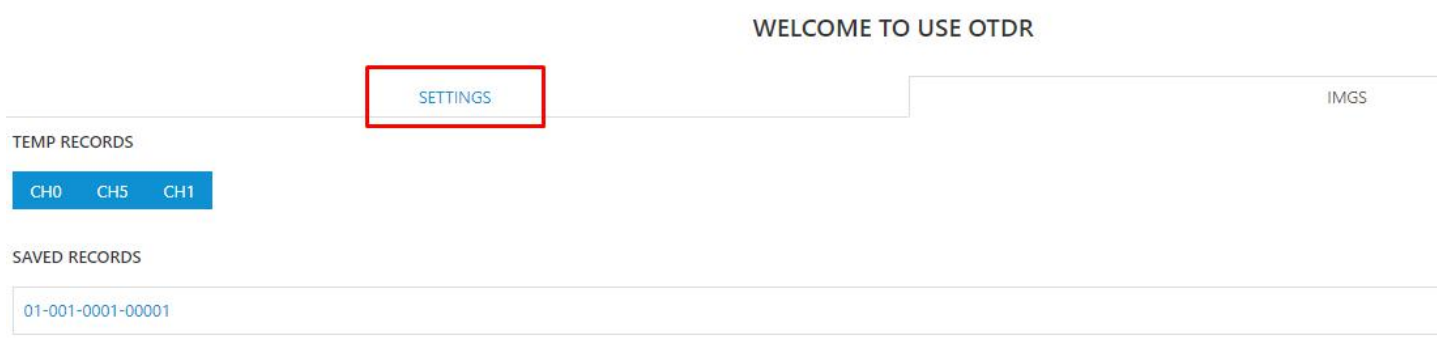 WELCOME TO USE OTDR
SETTINGS IMGS
TEMP RECORDS
CH0 CH5 CH1
SAVED RECORDS
01-001-0001-00001